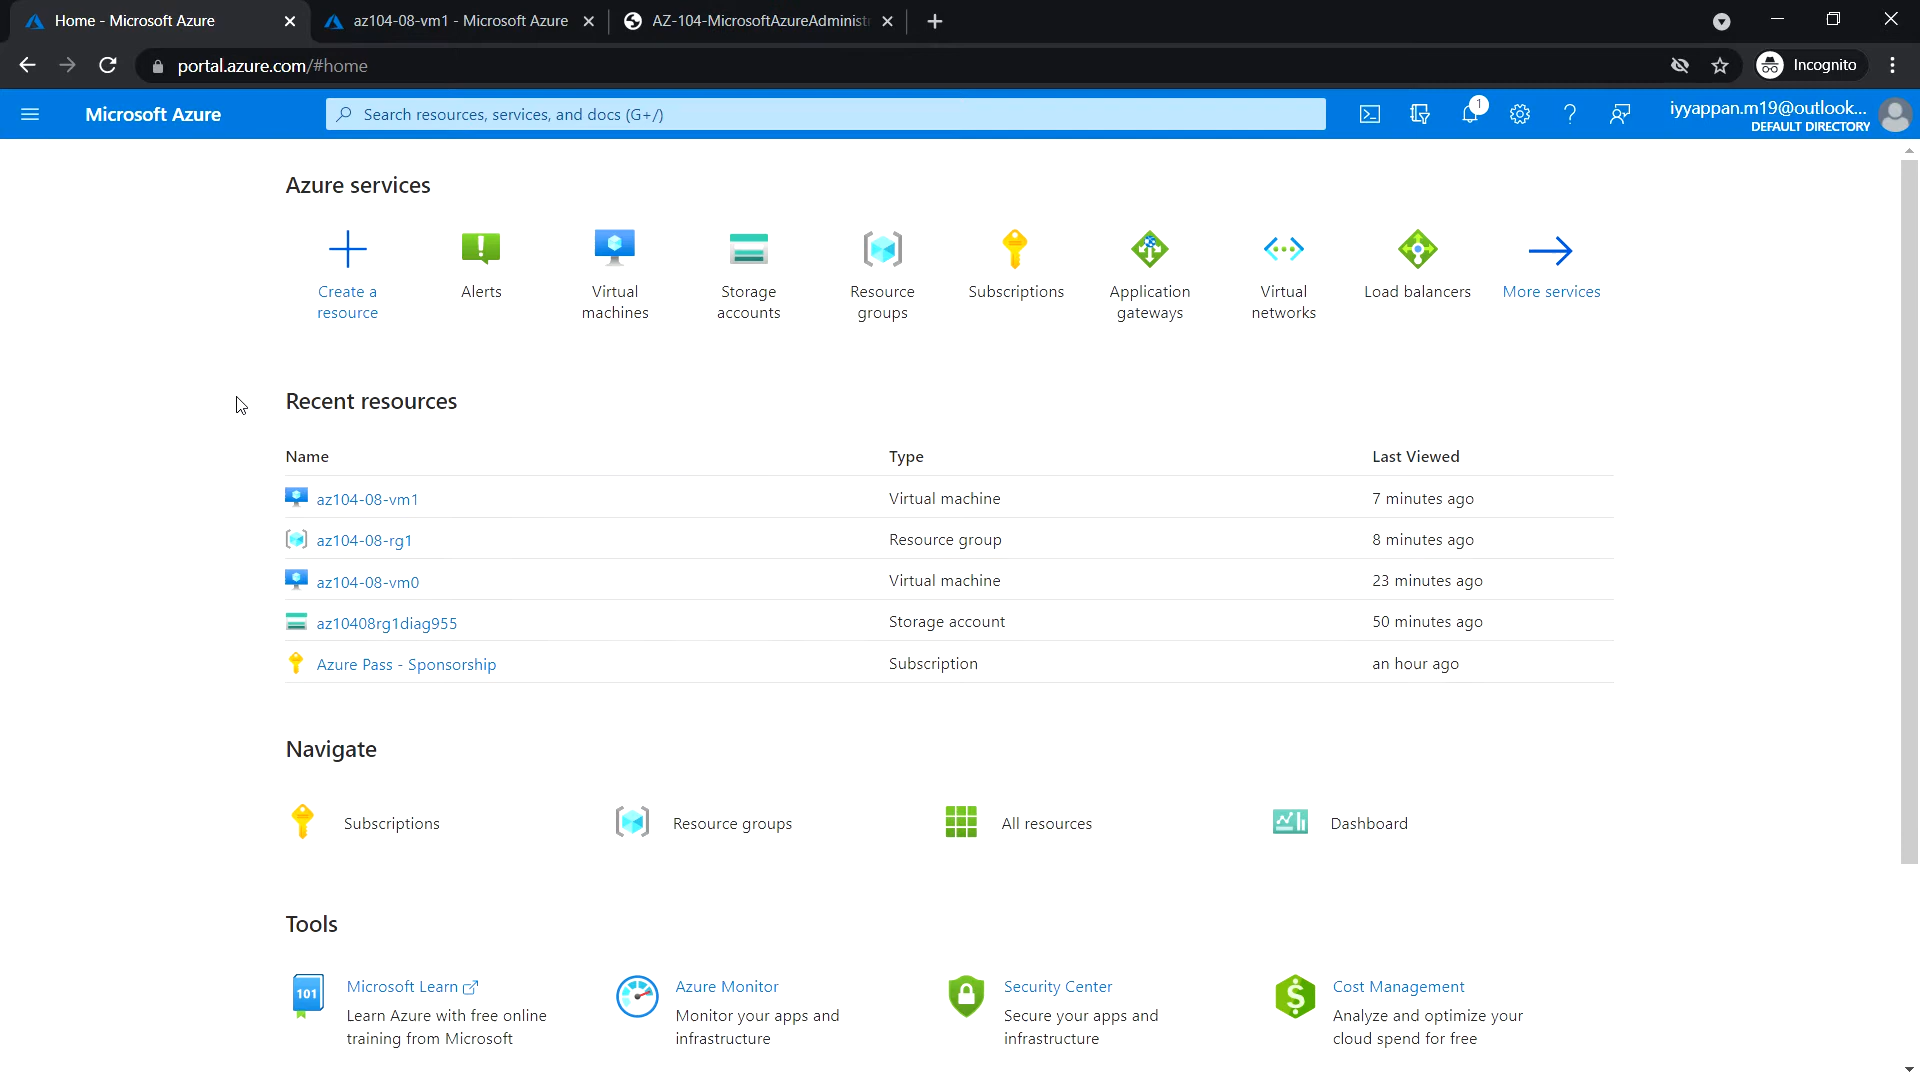 Home - Microsoft Azure
az104-08-vm1 - Microsoft Azure
AZ-104-MicrosoftAzureAdminist
portal.azure.com/#home
Incognito
Microsoft Azure
Search resources, services, and docs (G+/)
1
iyyappan.m19@outlook...
DEFAULT DIRECTORY
Azure services
Create a
resource
Alerts
Virtual
machines
Storage
accounts
Resource
groups
Subscriptions
Application
gateways
Virtual
networks
Load balancers
More services
Recent resources
Name Type Last Viewed
az104-08-vm1 Virtual machine 7 minutes ago
az104-08-rg1 Resource group 8 minutes ago
az104-08-vm0 Virtual machine 23 minutes ago
az10408rg1diag955 Storage account 50 minutes ago
Azure Pass - Sponsorship Subscription an hour ago
Navigate
Subscriptions
Resource groups
All resources
Dashboard
Tools
101
Microsoft Learn
Learn Azure with free online
training from Microsoft
Azure Monitor
Monitor your apps and
infrastructure
Security Center
Secure your apps and
infrastructure
Cost Management
Analyze and optimize your
cloud spend for free